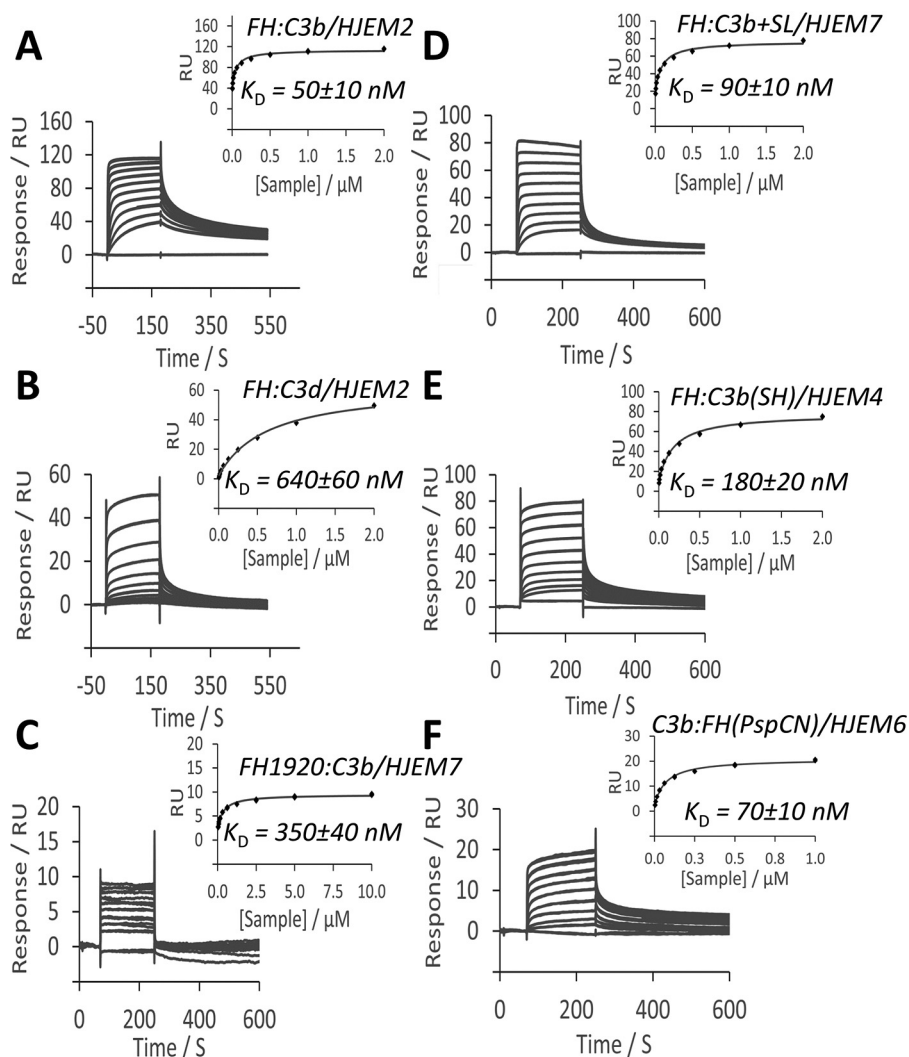 A
FH:C3b/HJEM2
160
120
80
40
0
Response / RU
-50 150 350 550
Time / S
160
120
80
40
0
RU
K_D = 50±10 nM
0.0 0.5 1.0 1.5 2.0
[Sample] / µM
D
FH:C3b+SL/HJEM7
100
80
60
40
20
0
Response / RU
0 200 400 600
Time / S
100
80
60
40
20
0
RU
K_D = 90±10 nM
0.0 0.5 1.0 1.5 2.0
[Sample] / µM
B
FH:C3d/HJEM2
60
40
20
0
Response / RU
-50 150 350 550
Time / S
60
40
20
0
RU
K_D = 640±60 nM
0.0 0.5 1.0 1.5 2.0
[Sample] / µM
E
FH:C3b(SH)/HJEM4
100
80
60
40
20
0
Response / RU
0 200 400 600
Time / S
100
80
60
40
20
0
RU
K_D = 180±20 nM
0.0 0.5 1.0 1.5 2.0
[Sample] / µM
C
FH1920:C3b/HJEM7
20
15
10
5
0
Response / RU
0 200 400 600
Time / S
20
15
10
5
0
RU
K_D = 350±40 nM
0.0 2.5 5.0 7.5 10.0
[Sample] / µM
F
C3b:FH(PspCN)/HJEM6
30
20
10
0
Response / RU
0 200 400 600
Time / S
30
20
10
0
RU
K_D = 70±10 nM
0.0 0.3 0.5 0.8 1.0
[Sample] / µM